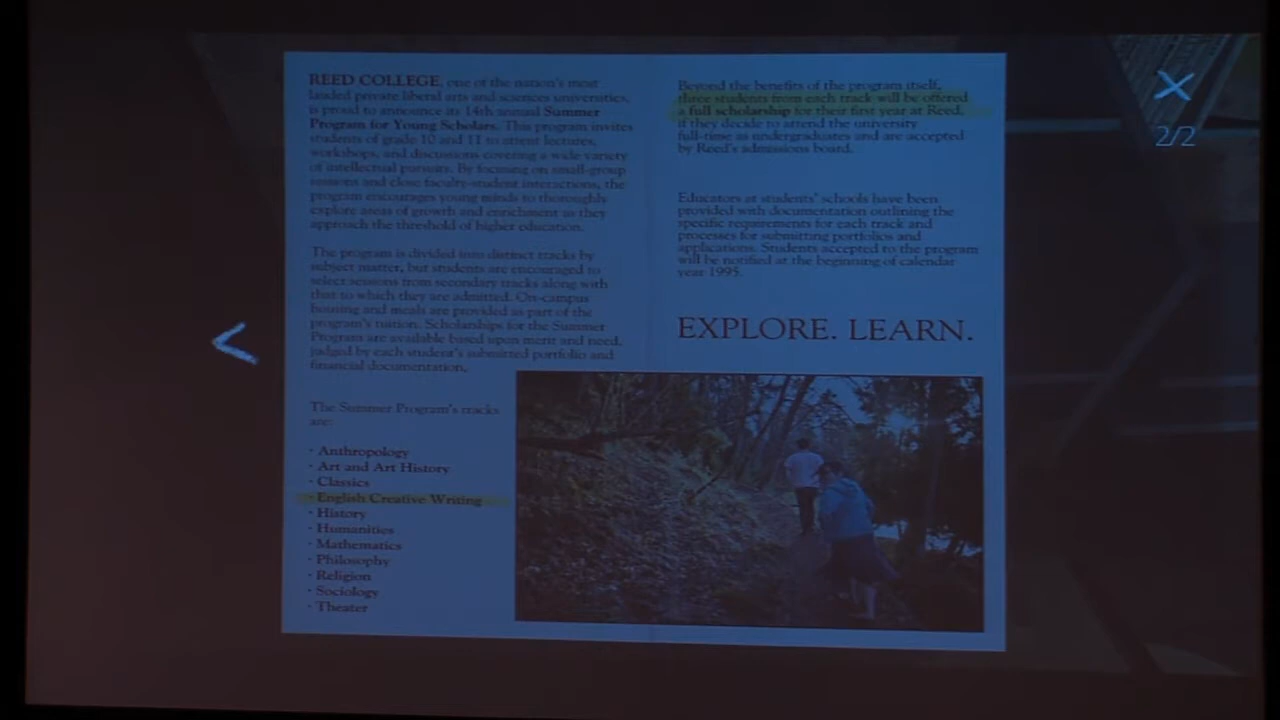 REED COLLEGE, one of the nation's most
lauded private liberal arts and sciences universities,
is proud to announce its 14th annual Summer
Program for Young Scholars. This program invites
students of grade 10 and 11 to attent lectures,
workshops, and discussions covering a wide variety
of intellectual pursuits. By focusing on small-group
sessions and close faculty-student interactions, the
program encourages young minds to thoroughly
explore areas of growth and enrichment as they
approach the threshold of higher education.
The program is divided into distinct tracks by
subject matter, but students are encouraged to
select sessions from secondary tracks along with
that to which they are admitted. On-campus
housing and meals are provided as part of the
program's tuition. Scholarships for the Summer
Program are available based upon merit and need,
judged by each student's submitted portfolio and
financial documentation.
The Summer Program's tracks
are:
· Anthropology
· Art and Art History
· Classics
· English Creative Writing
· History
· Humanities
· Mathematics
· Philosophy
· Religion
· Sociology
· Theater
Beyond the benefits of the program itself,
three students from each track will be offered
a full scholarship for their first year at Reed,
if they decide to attend the university
full-time as undergraduates and are accepted
by Reed's admissions board.
Educators at students' schools have been
provided with documentation outlining the
specific requirements for each track and
processes for submitting portfolios and
applications. Students accepted to the program
will be notified at the beginning of calendar
year 1995.
EXPLORE. LEARN.
2/2